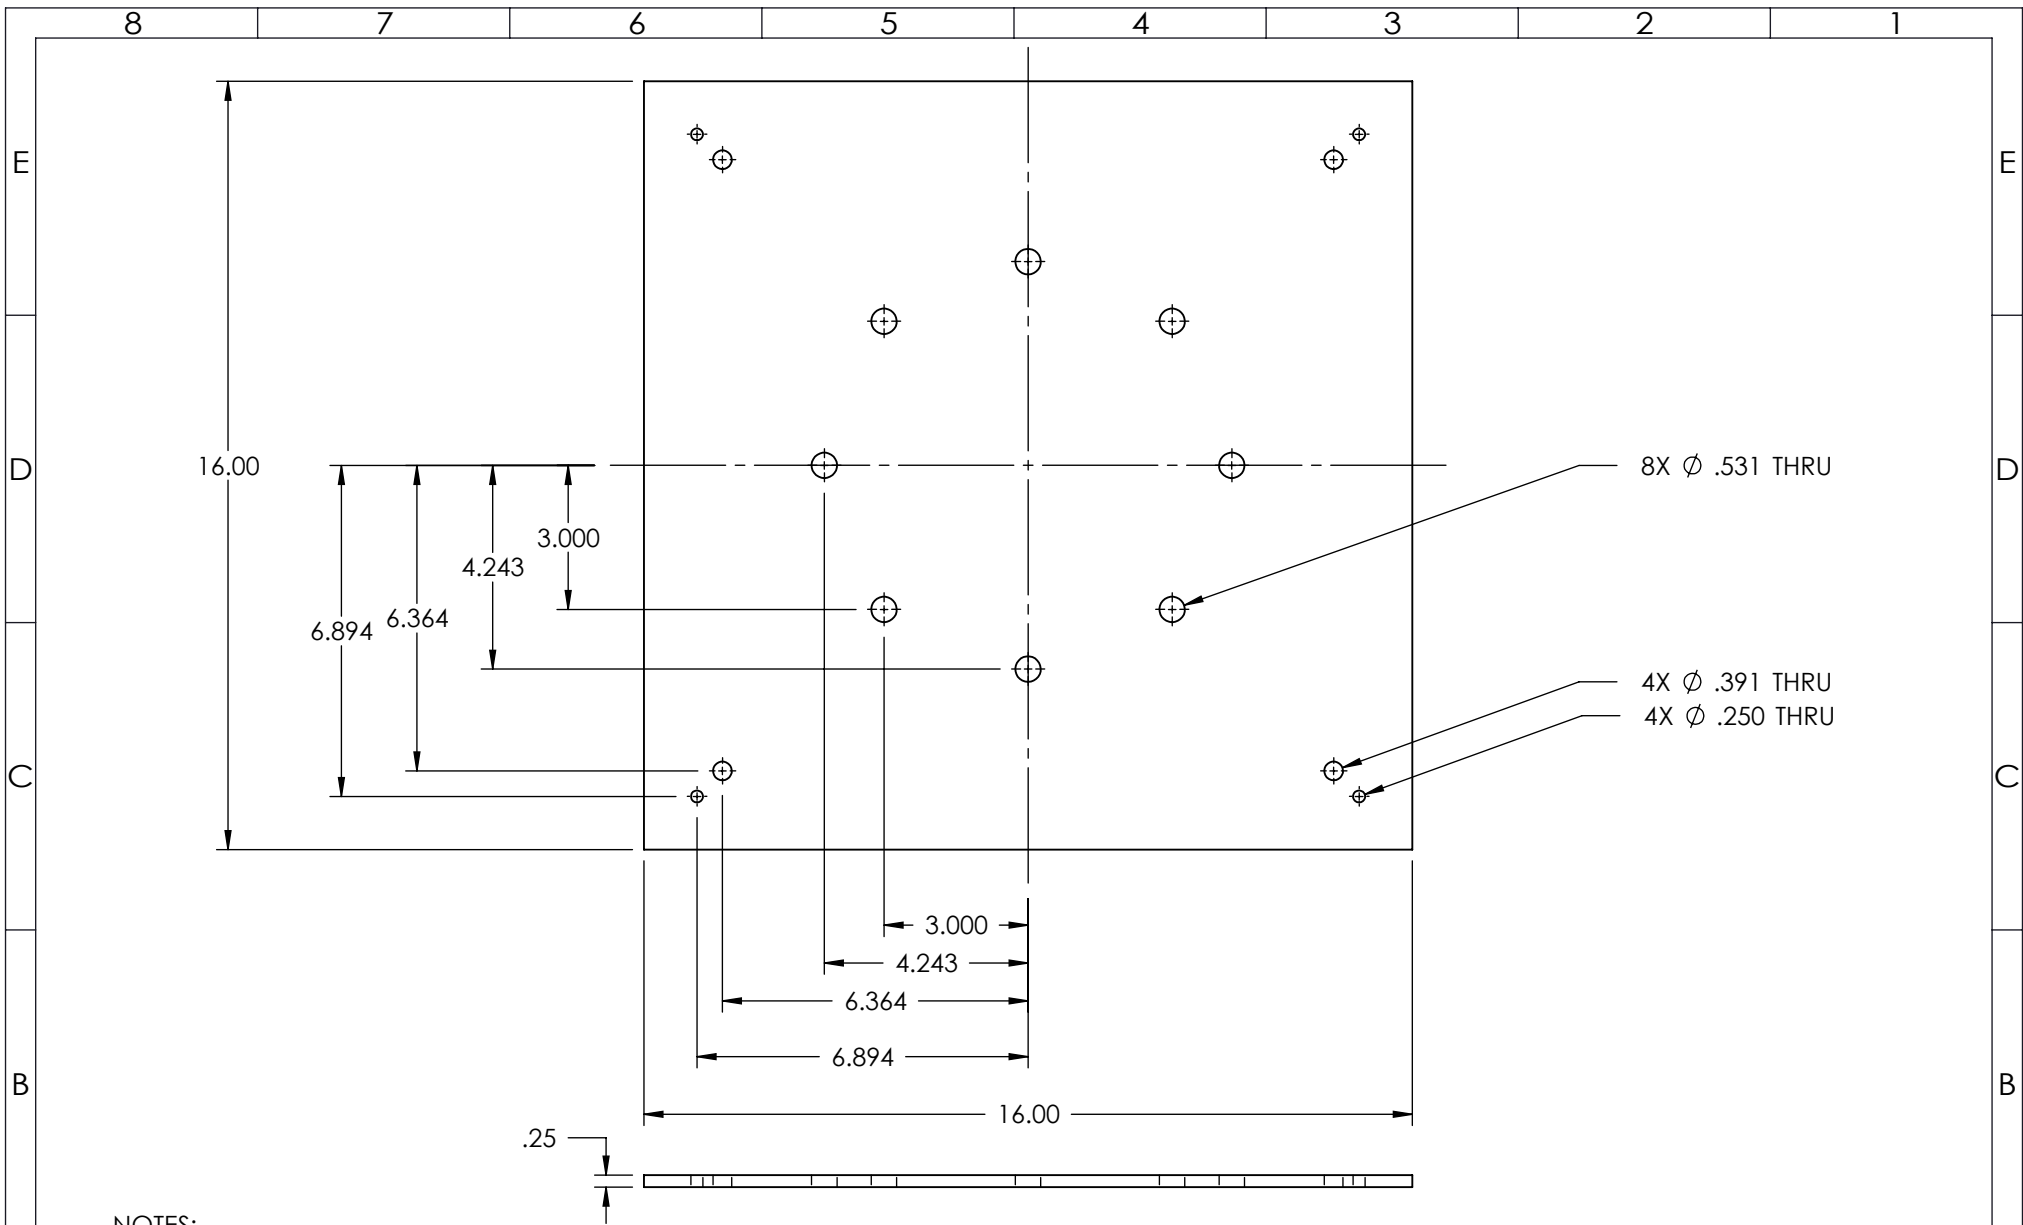 8 7 6 5 4 3 2 1
E E
D D
C C
B B
16.00
3.000
4.243
6.364
6.894
8X Ø .531 THRU
4X Ø .391 THRU
4X Ø .250 THRU
3.000
4.243
6.364
6.894
16.00
.25
NOTES: